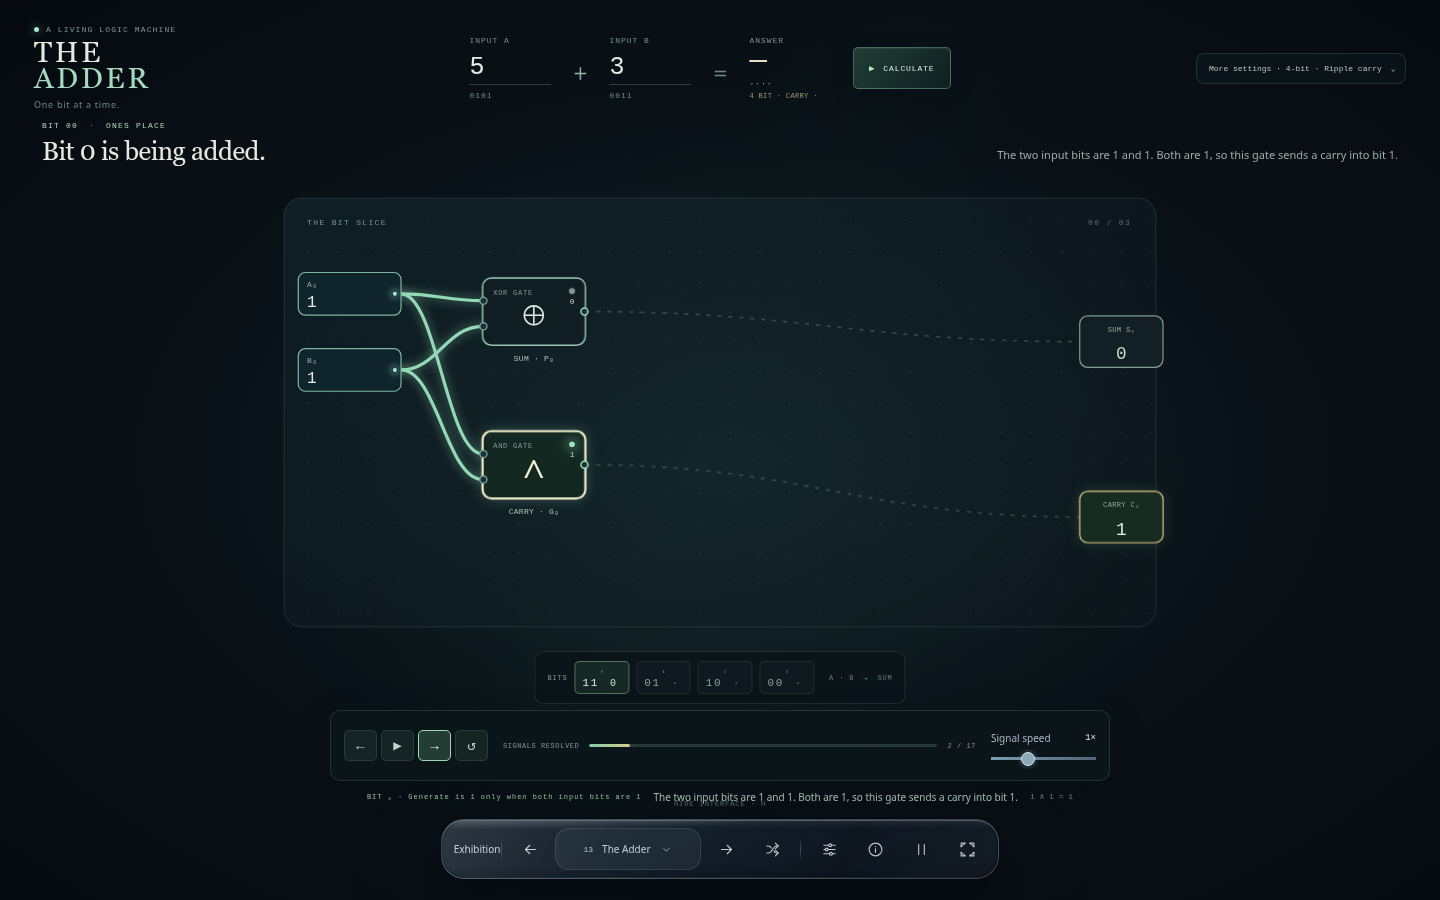 A LIVING LOGIC MACHINE
THE
ADDER
One bit at a time.
INPUT A
5
0101
+
INPUT B
3
0011
=
ANSWER
—
....
4 BIT · CARRY ·
▶ CALCULATE
More settings · 4-bit · Ripple carry
BIT 00 · ONES PLACE
Bit 0 is being added.
The two input bits are 1 and 1. Both are 1, so this gate sends a carry into bit 1.
THE BIT SLICE
00 / 03
A₀
1
B₀
1
XOR GATE
0
⊕
SUM · P₀
AND GATE
1
∧
CARRY · G₀
SUM S₀
0
CARRY C₁
1
BITS
11 0
01 ·
10 ·
00 ·
A · B → SUM
← ▶ → ↺
SIGNALS RESOLVED
2 / 17
Signal speed
1×
BIT ₀ · Generate is 1 only when both input bits are 1
The two input bits are 1 and 1. Both are 1, so this gate sends a carry into bit 1.
1 ∧ 1 = 1
HIDE INTERFACE · H
Exhibition
13 The Adder